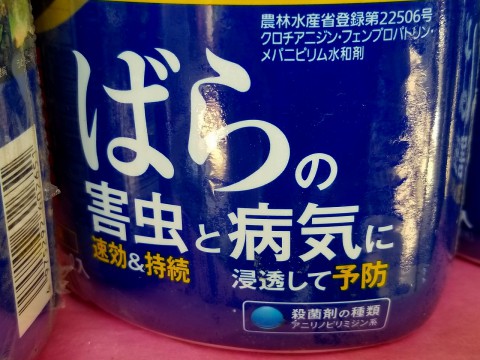 農林水産省登録第22506号
クロチアニジン・フェンプロパトリン・
メパニピリム水和剤
ばらの
害虫と病気に
速効&持続
浸透して予防
殺菌剤の種類
アニリノピリミジン系